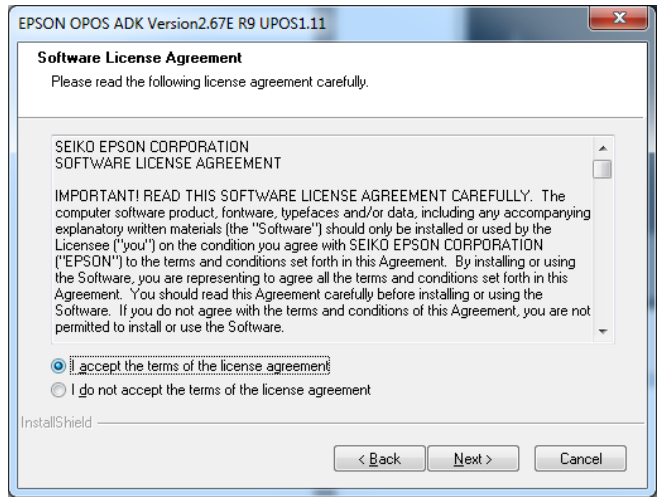 EPSON OPOS ADK Version2.67E R9 UPOS1.11
Software License Agreement
Please read the following license agreement carefully.
SEIKO EPSON CORPORATION
SOFTWARE LICENSE AGREEMENT
IMPORTANT! READ THIS SOFTWARE LICENSE AGREEMENT CAREFULLY. The
computer software product, fontware, typefaces and/or data, including any accompanying
explanatory written materials (the "Software") should only be installed or used by the
Licensee ("you") on the condition you agree with SEIKO EPSON CORPORATION
("EPSON") to the terms and conditions set forth in this Agreement. By installing or using
the Software, you are representing to agree all the terms and conditions set forth in this
Agreement. You should read this Agreement carefully before installing or using the
Software. If you do not agree with the terms and conditions of this Agreement, you are not
permitted to install or use the Software.
I accept the terms of the license agreement
I do not accept the terms of the license agreement
InstallShield
< Back
Next >
Cancel